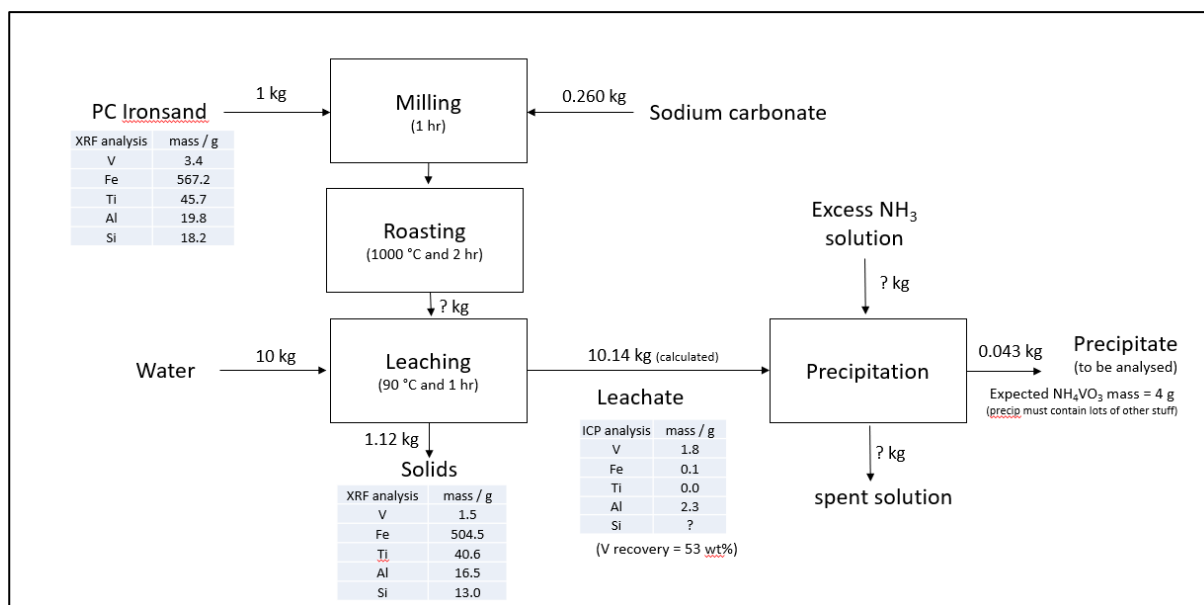 PC Ironsand
1 kg
Milling
(1 hr)
0.260 kg
Sodium carbonate
XRF analysis mass / g
V 3.4
Fe 567.2
Ti 45.7
Al 19.8
Si 18.2
Roasting
(1000 °C and 2 hr)
? kg
Excess NH3
solution
? kg
Water
10 kg
Leaching
(90 °C and 1 hr)
10.14 kg (calculated)
Leachate
ICP analysis mass / g
V 1.8
Fe 0.1
Ti 0.0
Al 2.3
Si ?
(V recovery = 53 wt%)
Precipitation
0.043 kg
Precipitate
(to be analysed)
Expected NH4VO3 mass = 4 g
(precip must contain lots of other stuff)
? kg
spent solution
1.12 kg
Solids
XRF analysis mass / g
V 1.5
Fe 504.5
Ti 40.6
Al 16.5
Si 13.0